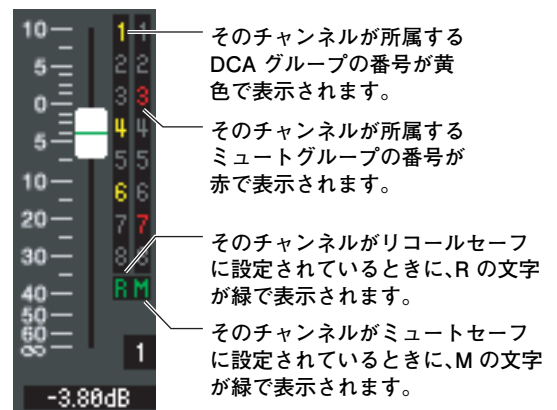 10
5
0
5
10
20
30
40
50
60
∞
1 1
2 2
3 3
4 4
5 5
6 6
7 7
8 8
R M
1
-3.80dB
そのチャンネルが所属する
DCA グループの番号が黄
色で表示されます。
そのチャンネルが所属する
ミュートグループの番号が
赤で表示されます。
そのチャンネルがリコールセーフ
に設定されているときに、R の文字
が緑で表示されます。
そのチャンネルがミュートセーフ
に設定されているときに、M の文字
が緑で表示されます。